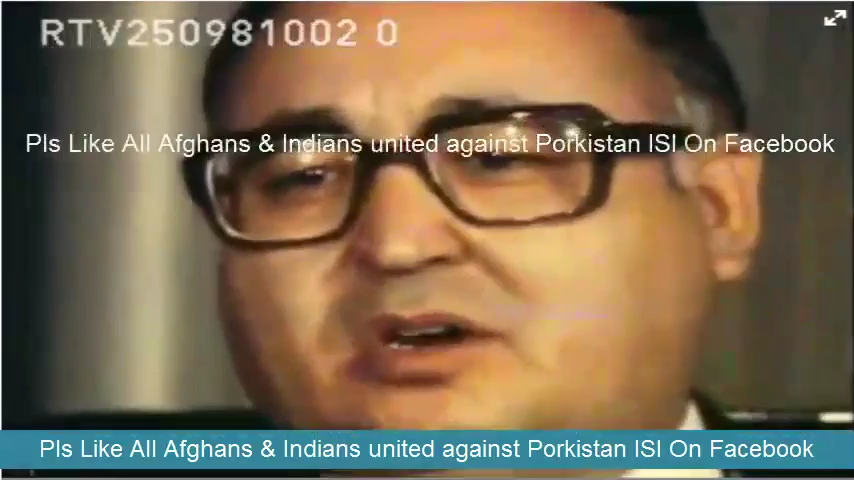 RTV250981002 0
Pls Like All Afghans & Indians united against Porkistan ISI On Facebook
Pls Like All Afghans & Indians united against Porkistan ISI On Facebook